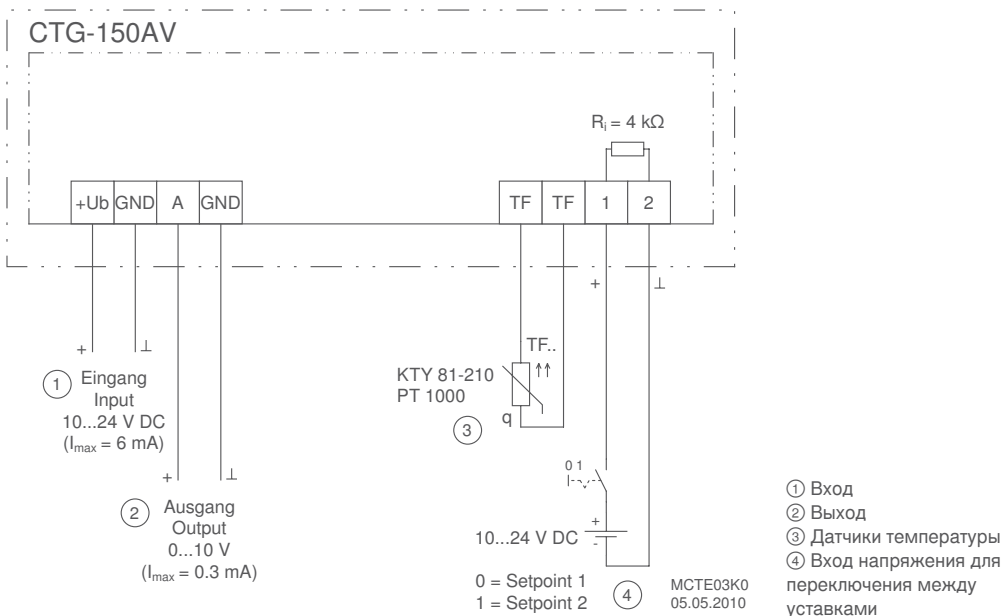 CTG-150AV
Rᵢ = 4 kΩ
+Ub GND A GND TF TF 1 2
+ ⊥
+ ⊥
① Eingang
Input
10...24 V DC
(Iₘₐₓ = 6 mA)
+ ⊥
② Ausgang
Output
0...10 V
(Iₘₐₓ = 0.3 mA)
TF..
KTY 81-210
PT 1000
③
q
0 1
+
10...24 V DC
-
0 = Setpoint 1
1 = Setpoint 2
④
MCTE03K0
05.05.2010
① Вход
② Выход
③ Датчики температуры
④ Вход напряжения для
переключения между
уставками